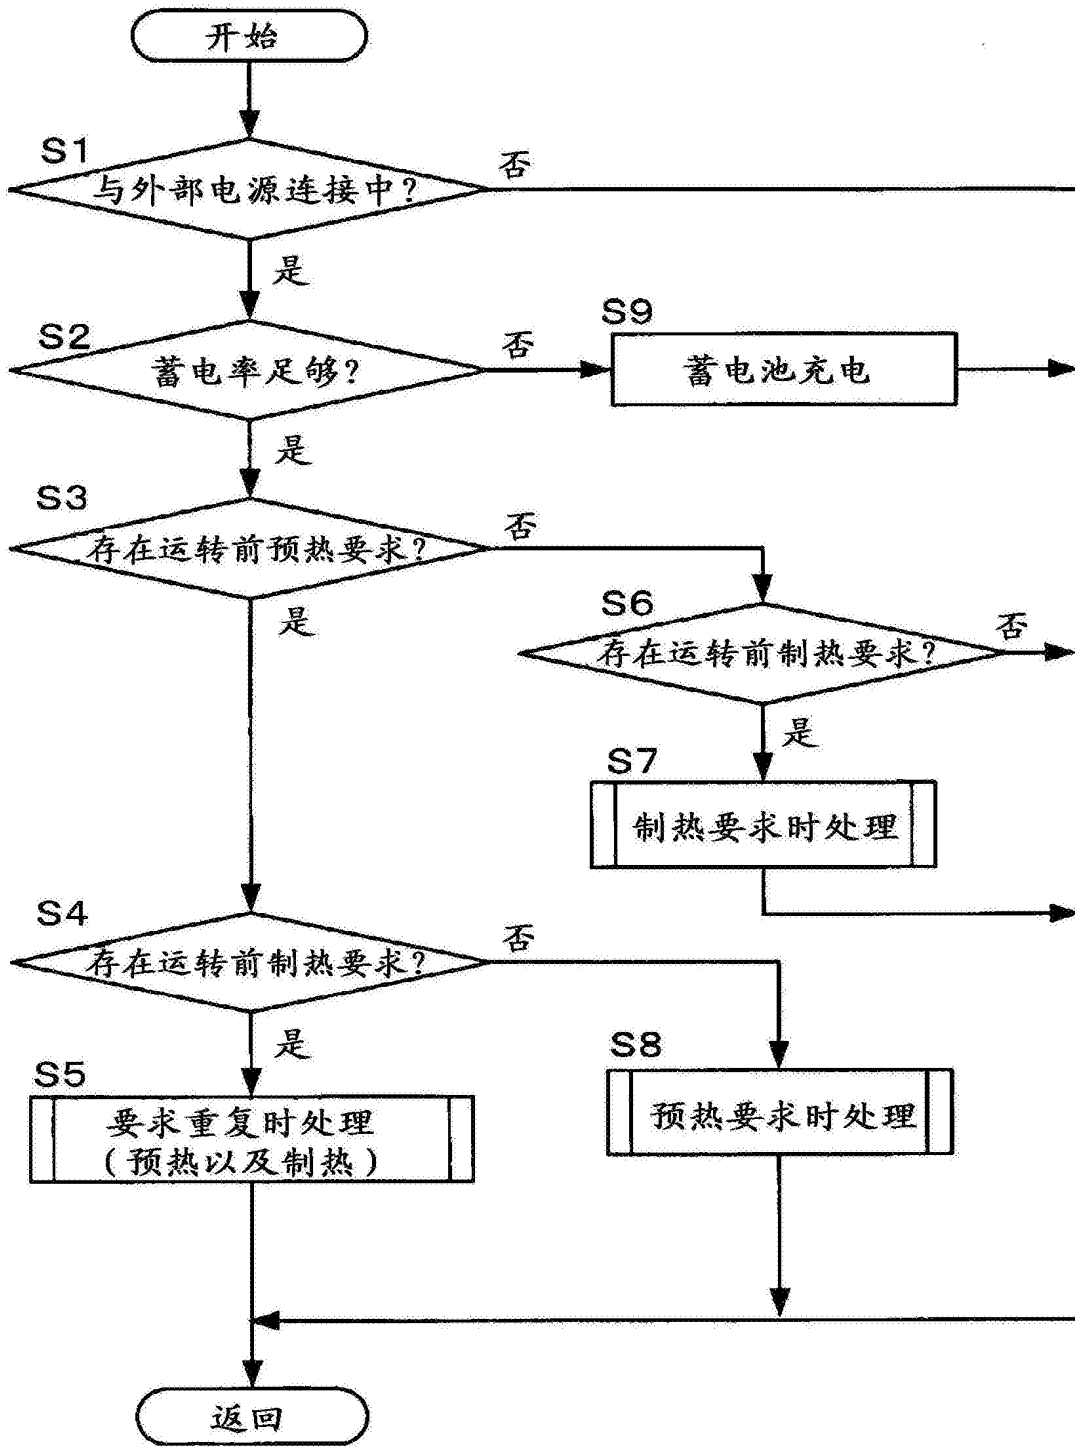 开始
S1
与外部电源连接中?
否
是
S2
蓄电率足够?
否
S9
蓄电池充电
是
S3
存在运转前预热要求?
否
是
S6
存在运转前制热要求?
否
是
S7
制热要求时处理
S4
存在运转前制热要求?
否
是
S8
预热要求时处理
S5
要求重复时处理
(预热以及制热)
返回